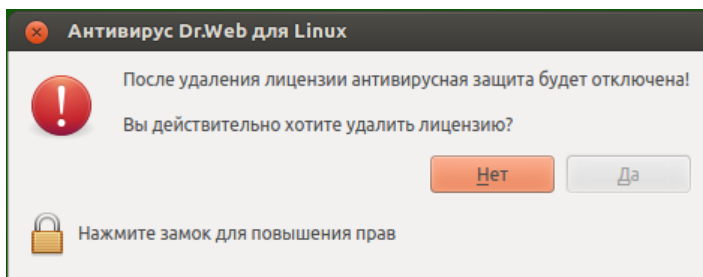 Антивирус Dr.Web для Linux
После удаления лицензии антивирусная защита будет отключена!
Вы действительно хотите удалить лицензию?
Нет Да
Нажмите замок для повышения прав